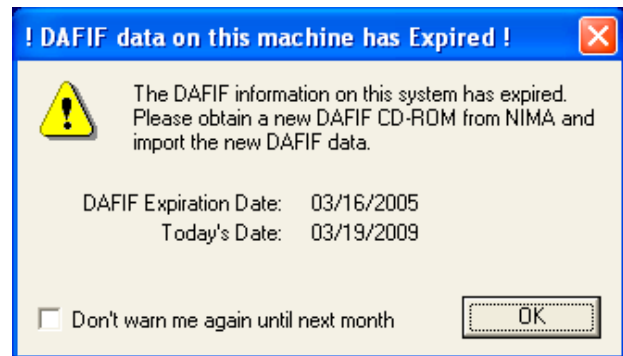 ! DAFIF data on this machine has Expired !
The DAFIF information on this system has expired.
Please obtain a new DAFIF CD-ROM from NIMA and
import the new DAFIF data.
DAFIF Expiration Date: 03/16/2005
Today's Date: 03/19/2009
Don't warn me again until next month
OK